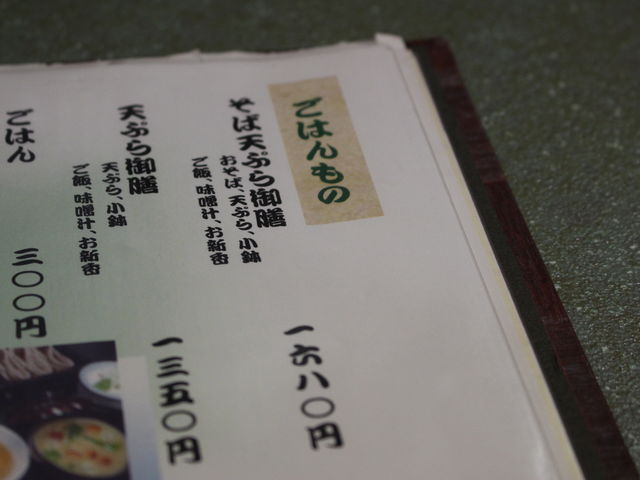 ごはんもの
そば天ぷら御膳
おそば、天ぷら、小鉢
ご飯、味噌汁、お新香
一六八〇円
天ぷら御膳
天ぷら、小鉢
ご飯、味噌汁、お新香
一三五〇円
ごはん
三〇〇円